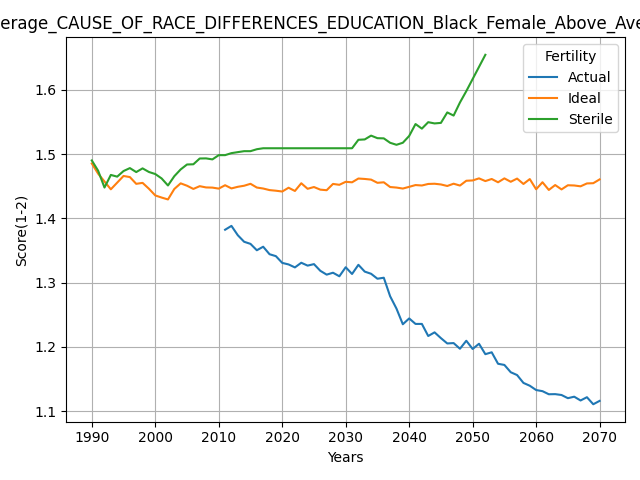 erage_CAUSE_OF_RACE_DIFFERENCES_EDUCATION_Black_Female_Above_Ave
Fertility
Actual
Ideal
Sterile
Score(1-2)
1.6
1.5
1.4
1.3
1.2
1.1
1990 2000 2010 2020 2030 2040 2050 2060 2070
Years